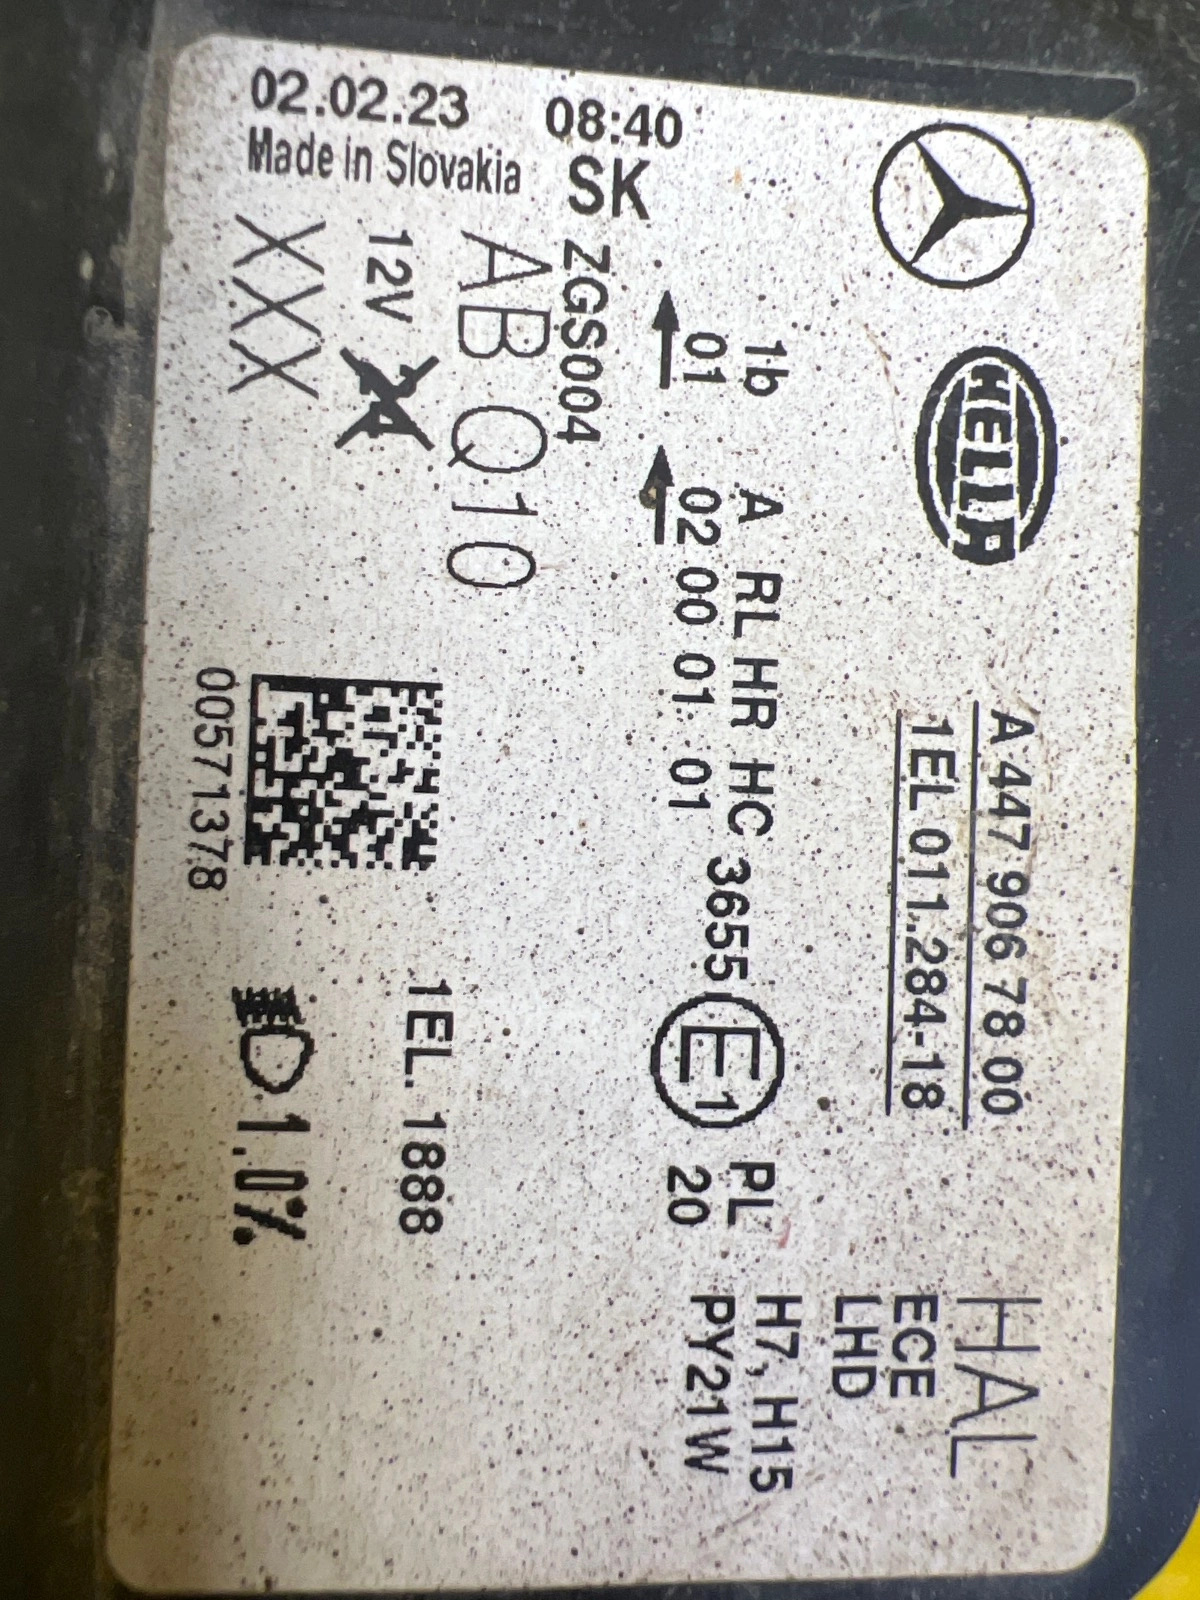 02.02.23 08:40
Made in Slovakia SK
HELLA
A 447 906 78 00
1EL 011.284-18
HAL
ECE
LHD
1b A RL HR HC 3655 E1 PL
01 02 00 01 01 20
H7, H15
PY21W
ZGS004
AB Q10
12V 24
XXX
1EL. 1888
00571378
1.0%